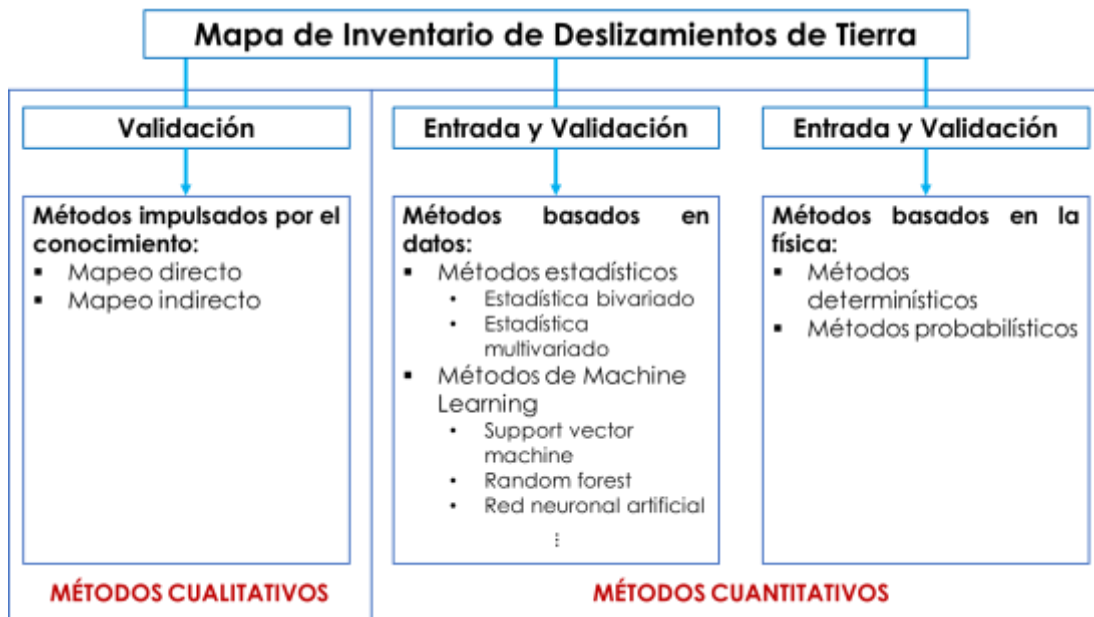 Mapa de Inventario de Deslizamientos de Tierra
Validación
Métodos impulsados por el
conocimiento:
▪ Mapeo directo
▪ Mapeo indirecto
MÉTODOS CUALITATIVOS
Entrada y Validación
Métodos basados en
datos:
▪ Métodos estadísticos
• Estadística bivariado
• Estadística
multivariado
▪ Métodos de Machine
Learning
• Support vector
machine
• Random forest
• Red neuronal artificial
⋮
Entrada y Validación
Métodos basados en la
física:
▪ Métodos
determinísticos
▪ Métodos probabilísticos
MÉTODOS CUANTITATIVOS